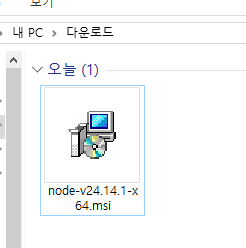 보기
내 PC > 다운로드
오늘 (1)
node-v24.14.1-x
64.msi